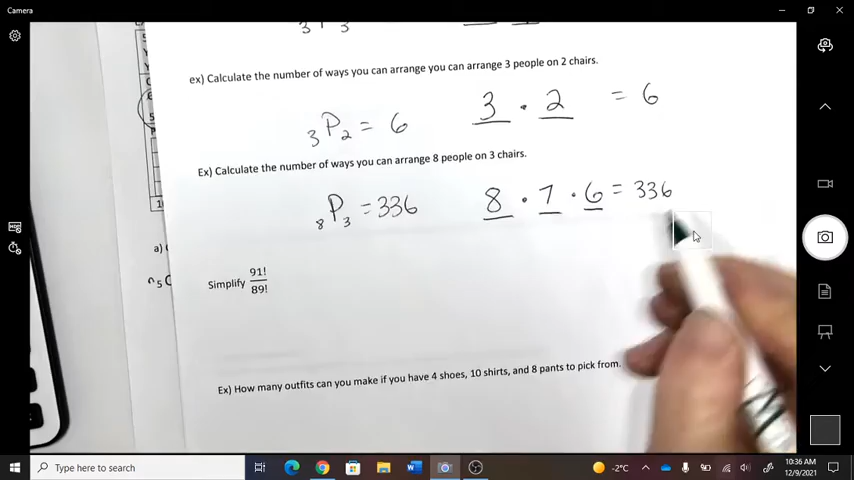 Camera
ex) Calculate the number of ways you can arrange you can arrange 3 people on 2 chairs.
₃P₂ = 6 3 · 2 = 6
Ex) Calculate the number of ways you can arrange 8 people on 3 chairs.
₈P₃ = 336 8 · 7 · 6 = 336
Simplify 91!/89!
Ex) How many outfits can you make if you have 4 shoes, 10 shirts, and 8 pants to pick from.
a)
Type here to search
-2°C
10:36 AM
12/9/2021